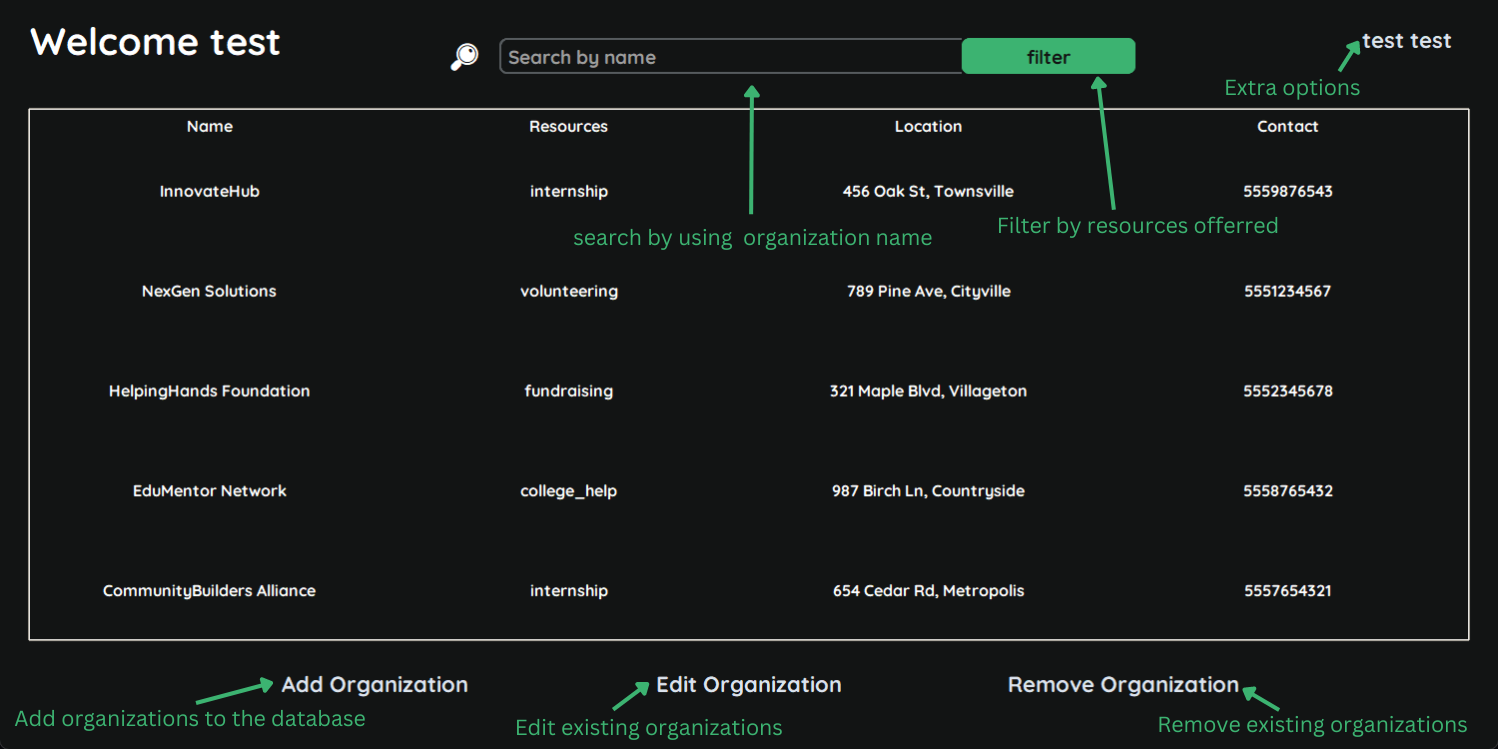 Welcome test
Search by name
filter
test test
Extra options
Name Resources Location Contact
InnovateHub internship 456 Oak St, Townsville 5559876543
search by using organization name
Filter by resources offerred
NexGen Solutions volunteering 789 Pine Ave, Cityville 5551234567
HelpingHands Foundation fundraising 321 Maple Blvd, Villageton 5552345678
EduMentor Network college_help 987 Birch Ln, Countryside 5558765432
CommunityBuilders Alliance internship 654 Cedar Rd, Metropolis 5557654321
Add Organization Edit Organization Remove Organization
Add organizations to the database
Edit existing organizations
Remove existing organizations